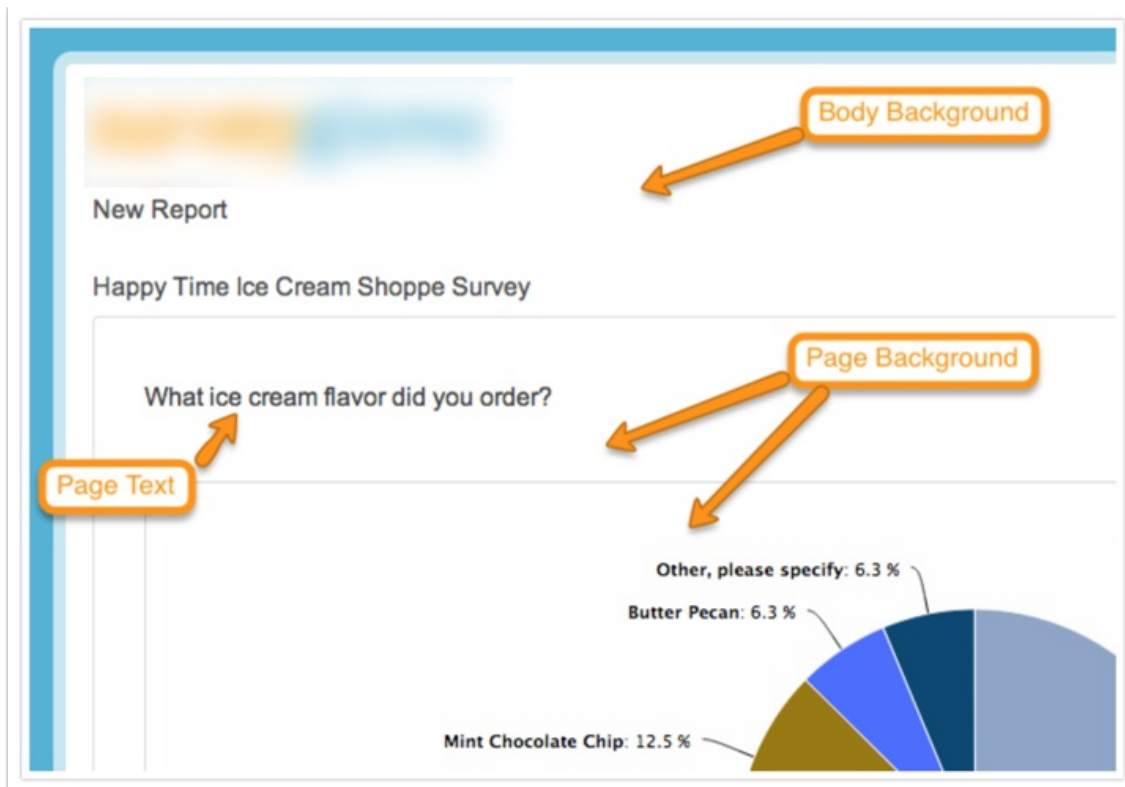 Body Background
New Report
Happy Time Ice Cream Shoppe Survey
Page Background
What ice cream flavor did you order?
Page Text
Other, please specify: 6.3 %
Butter Pecan: 6.3 %
Mint Chocolate Chip: 12.5 %